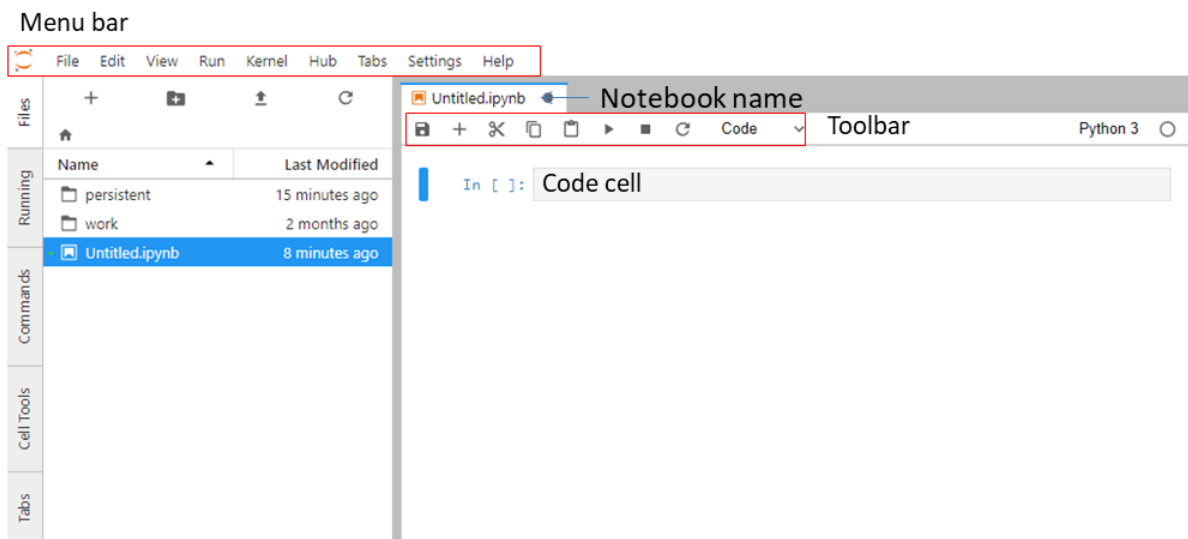 Menu bar
File Edit View Run Kernel Hub Tabs Settings Help
Files
Running
Commands
Cell Tools
Tabs
Name Last Modified
persistent 15 minutes ago
work 2 months ago
Untitled.ipynb 8 minutes ago
Untitled.ipynb Notebook name
Code Toolbar Python 3
In [ ]: Code cell